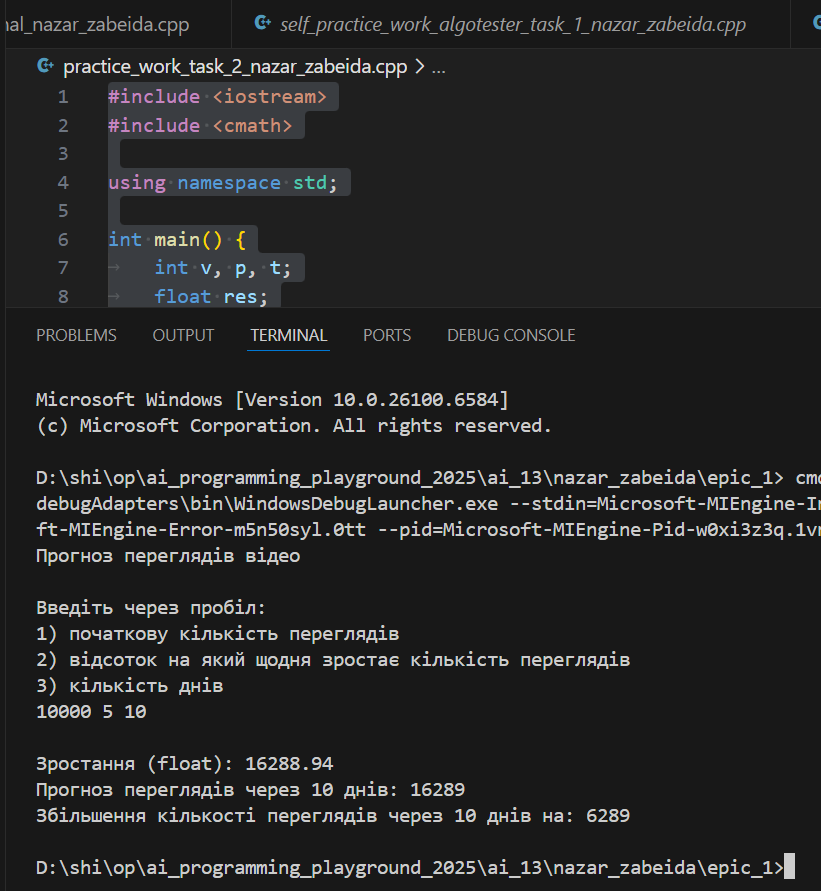 nal_nazar_zabeida.cpp self_practice_work_algotester_task_1_nazar_zabeida.cpp
practice_work_task_2_nazar_zabeida.cpp > ...
1 #include <iostream>
2 #include <cmath>
3
4 using namespace std;
5
6 int main() {
7 int v, p, t;
8 float res;
PROBLEMS OUTPUT TERMINAL PORTS DEBUG CONSOLE
Microsoft Windows [Version 10.0.26100.6584]
(c) Microsoft Corporation. All rights reserved.
D:\shi\op\ai_programming_playground_2025\ai_13\nazar_zabeida\epic_1> cmd
debugAdapters\bin\WindowsDebugLauncher.exe --stdin=Microsoft-MIEngine-In
ft-MIEngine-Error-m5n50syl.0tt --pid=Microsoft-MIEngine-Pid-w0xi3z3q.1vr
Прогноз переглядів відео
Введіть через пробіл:
1) початкову кількість переглядів
2) відсоток на який щодня зростає кількість переглядів
3) кількість днів
10000 5 10
Зростання (float): 16288.94
Прогноз переглядів через 10 днів: 16289
Збільшення кількості переглядів через 10 днів на: 6289
D:\shi\op\ai_programming_playground_2025\ai_13\nazar_zabeida\epic_1>